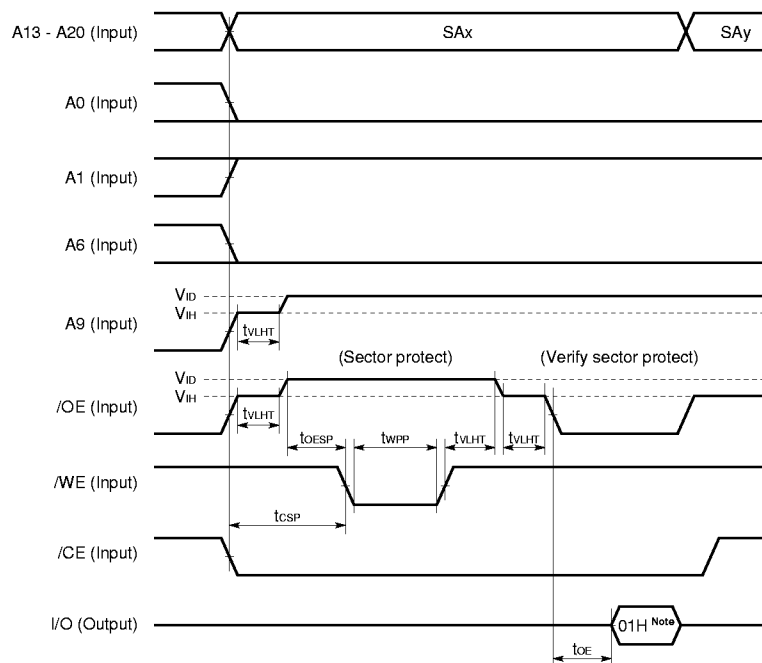 A13 - A20 (Input) SAx SAy
A0 (Input)
A1 (Input)
A6 (Input)
VID
VIH
A9 (Input)
tVLHT
(Sector protect) (Verify sector protect)
VID
VIH
/OE (Input)
tVLHT
tOESP tWPP tVLHT tVLHT
/WE (Input)
tCSP
/CE (Input)
I/O (Output) 01H Note
tOE